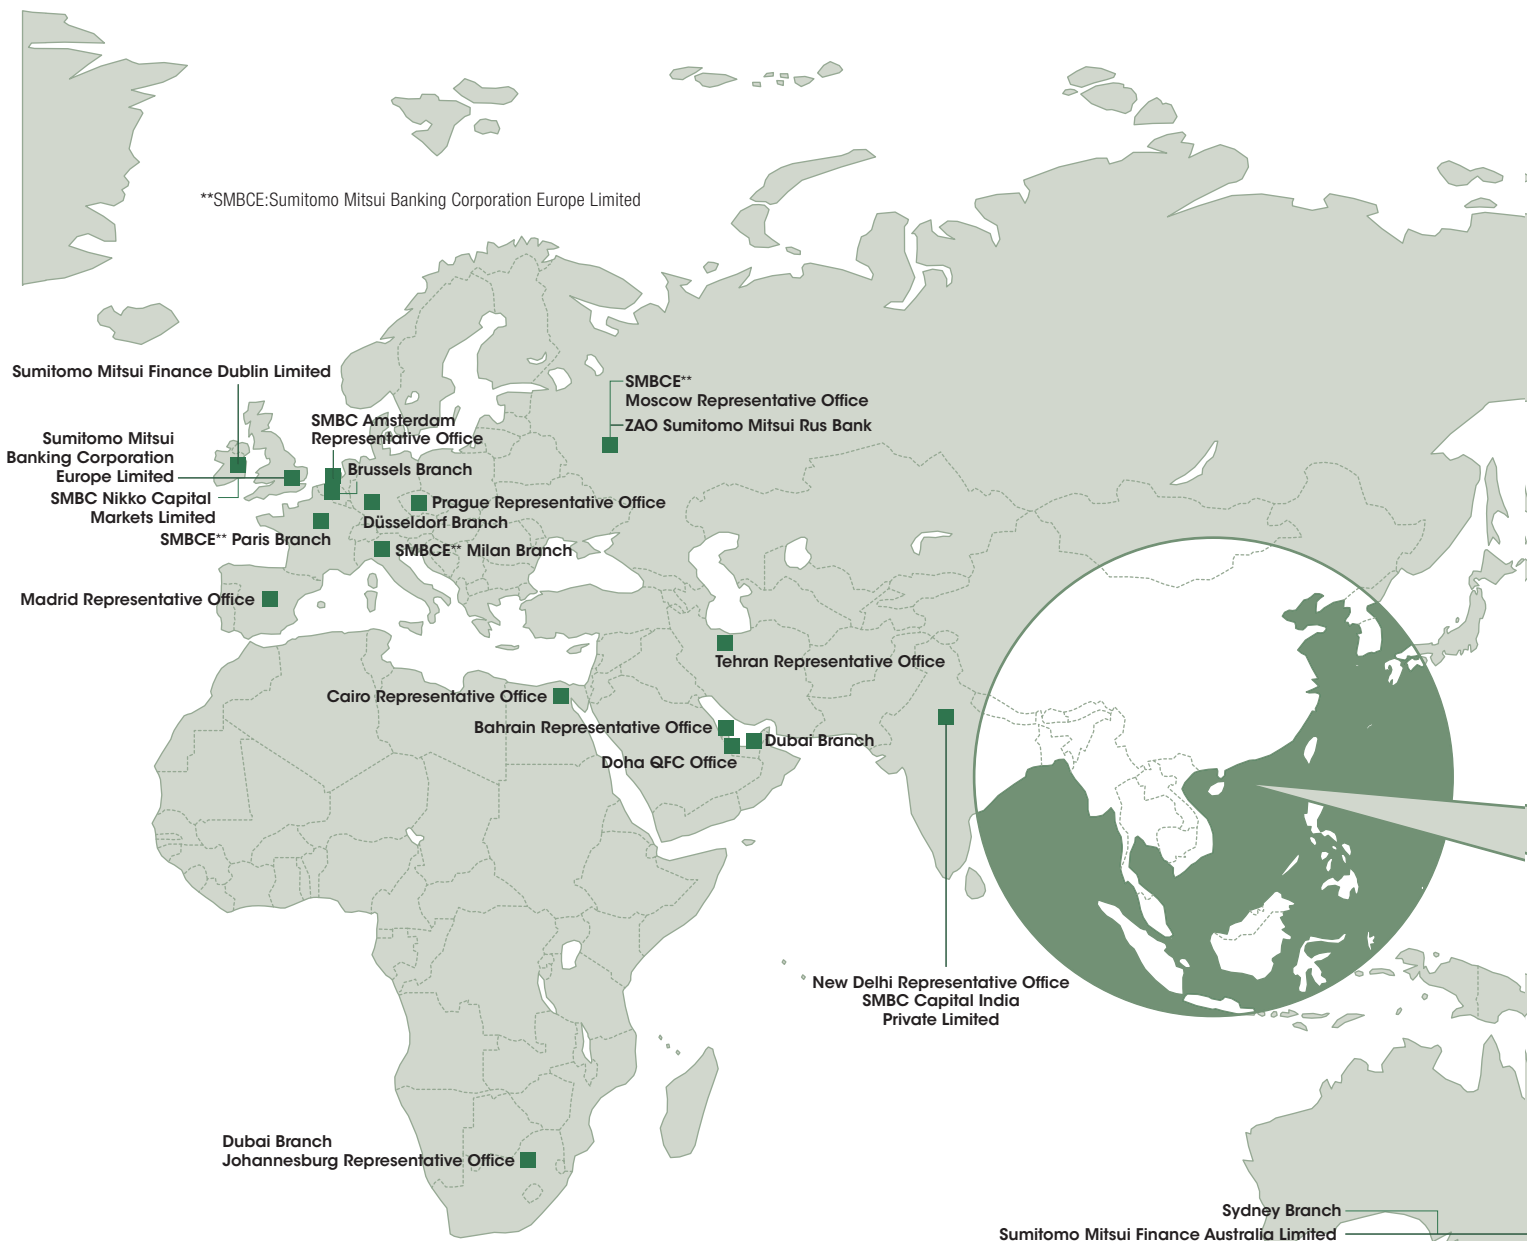 **SMBCE:Sumitomo Mitsui Banking Corporation Europe Limited
Sumitomo Mitsui Finance Dublin Limited
SMBCE**
Moscow Representative Office
ZAO Sumitomo Mitsui Rus Bank
SMBC Amsterdam
Representative Office
Sumitomo Mitsui
Banking Corporation
Europe Limited
Brussels Branch
SMBC Nikko Capital
Markets Limited
Prague Representative Office
Düsseldorf Branch
SMBCE** Paris Branch
SMBCE** Milan Branch
Madrid Representative Office
Tehran Representative Office
Cairo Representative Office
Bahrain Representative Office
Dubai Branch
Doha QFC Office
New Delhi Representative Office
SMBC Capital India
Private Limited
Dubai Branch
Johannesburg Representative Office
Sydney Branch
Sumitomo Mitsui Finance Australia Limited